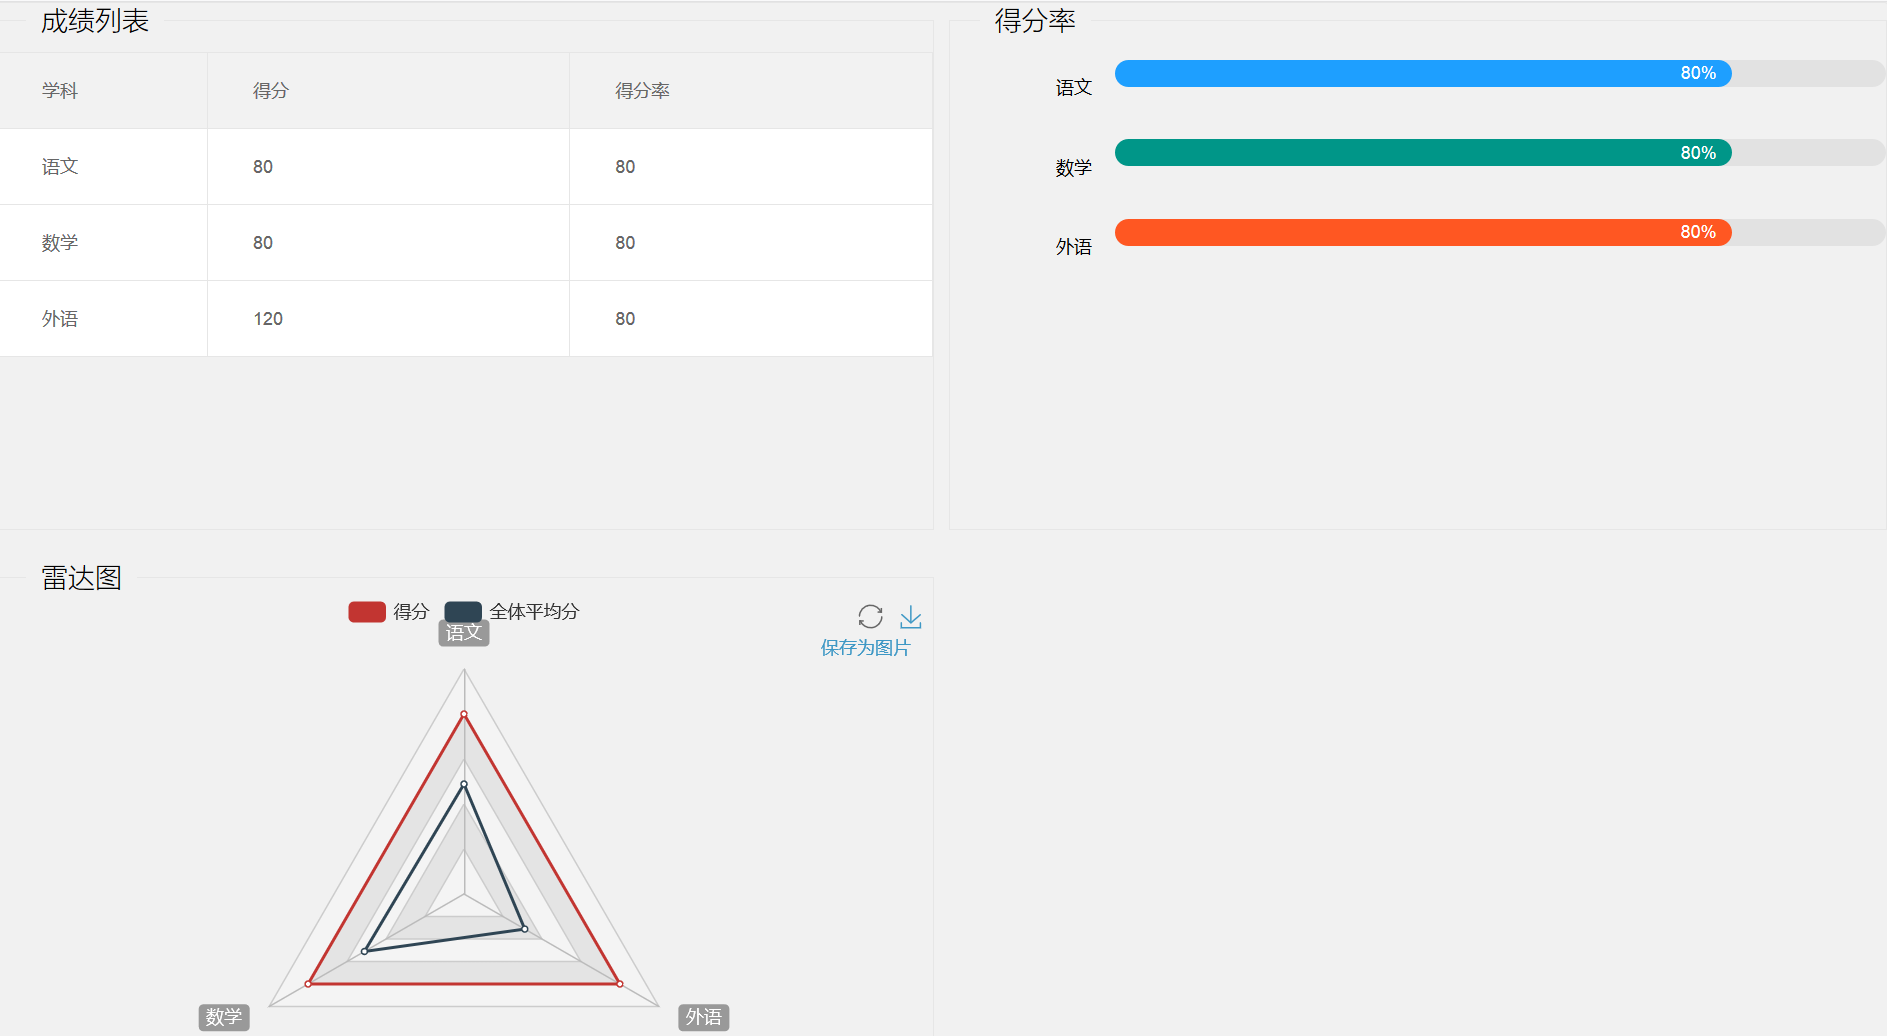 成绩列表
学科 得分 得分率
语文 80 80
数学 80 80
外语 120 80
得分率
语文 80%
数学 80%
外语 80%
雷达图
得分 全体平均分
语文
保存为图片
数学 外语